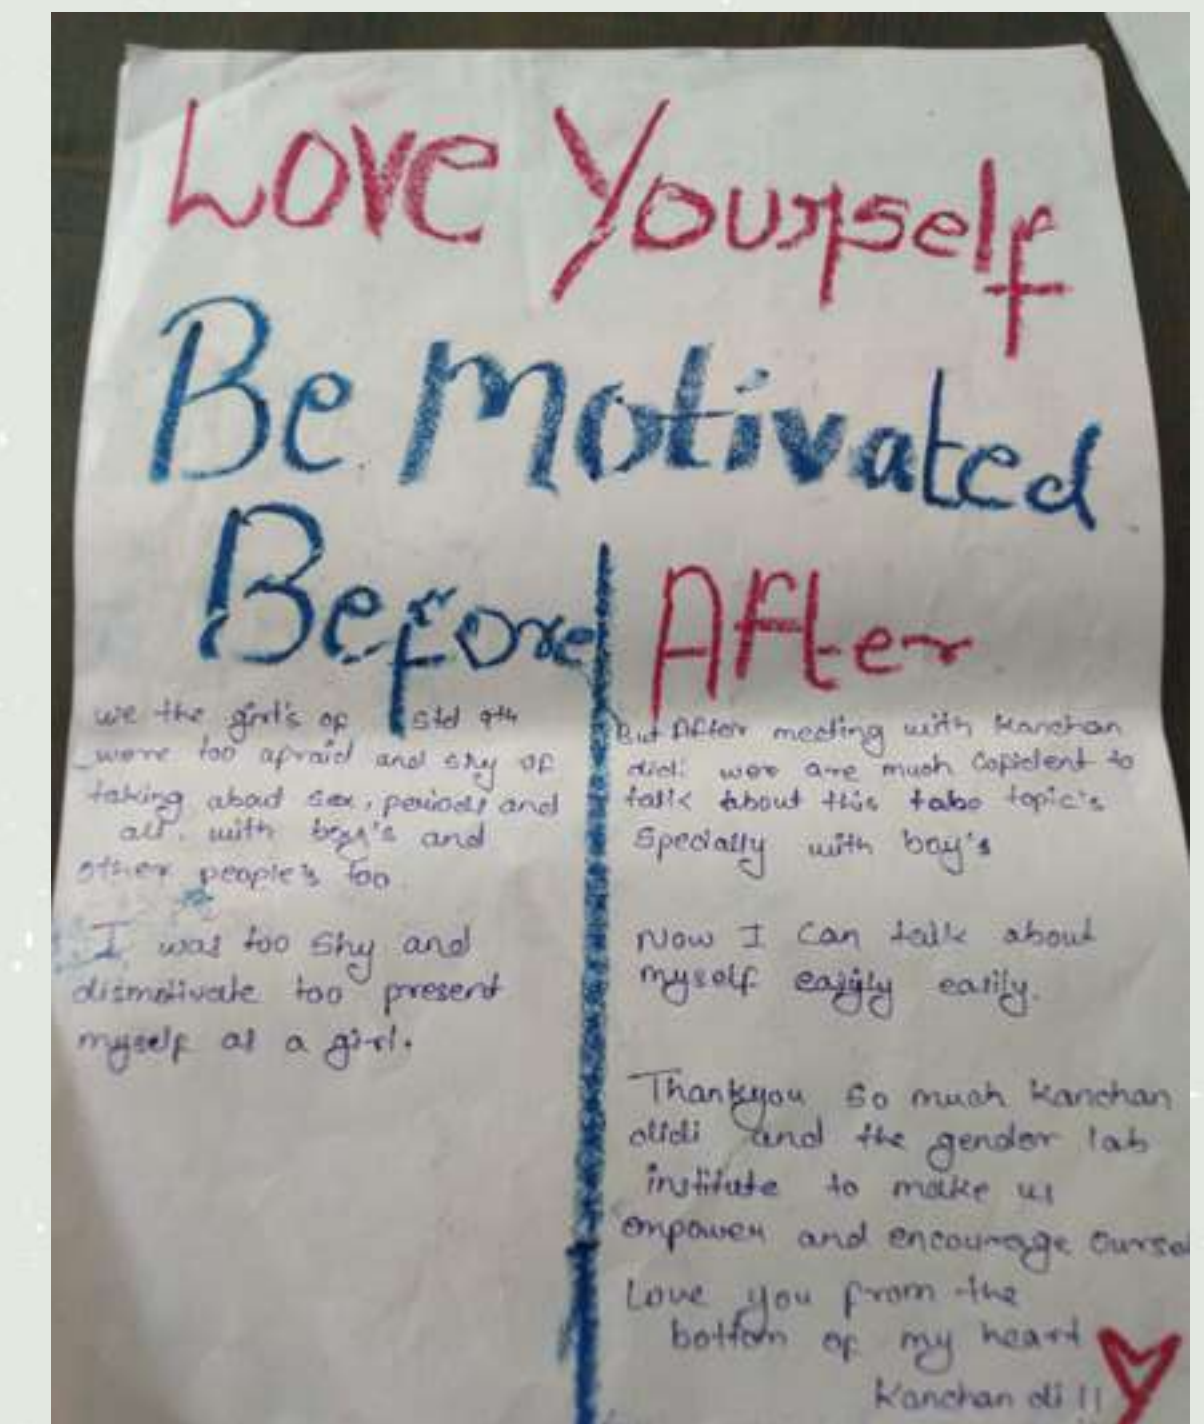 Love Yourself
Be Motivated
Before
we the girl's of std 9th
were too afraid and shy of
taking about sex, periods and
all. with boys's and
other people's too
I was too shy and
dismotivate too present
myself as a girl.
After
But After meeting with Kanchan
didi wee are much Copident to
talk about this tabo topic's
Specially with boy's
Now I Can talk about
myself easily.
Thankyou So much Kanchan
didi and the gender lab
institute to make us
empower and encourage Oursel
Love you from the
bottom of my heart
Kanchan di !!